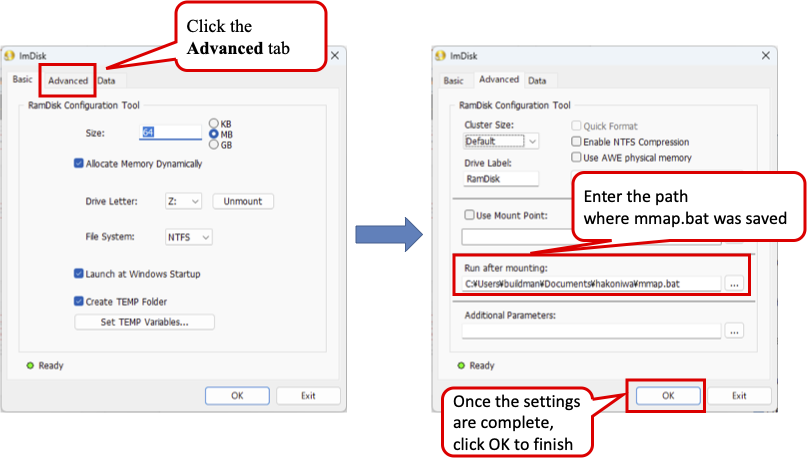 Click the
Advanced tab
ImDisk
Basic Advanced Data
RamDisk Configuration Tool
Size: 64
KB
MB
GB
Allocate Memory Dynamically
Drive Letter: Z: Unmount
File System: NTFS
Launch at Windows Startup
Create TEMP Folder
Set TEMP Variables...
Ready
OK Exit
ImDisk
Basic Advanced Data
RamDisk Configuration Tool
Cluster Size:
Default
Quick Format
Enable NTFS Compression
Use AWE physical memory
Drive Label:
RamDisk
Enter the path
where mmap.bat was saved
Use Mount Point:
Run after mounting:
C:¥Users¥buildman¥Documents¥hakoniwa¥mmap.bat ...
Additional Parameters:
...
Ready
OK Exit
Once the settings
are complete,
click OK to finish